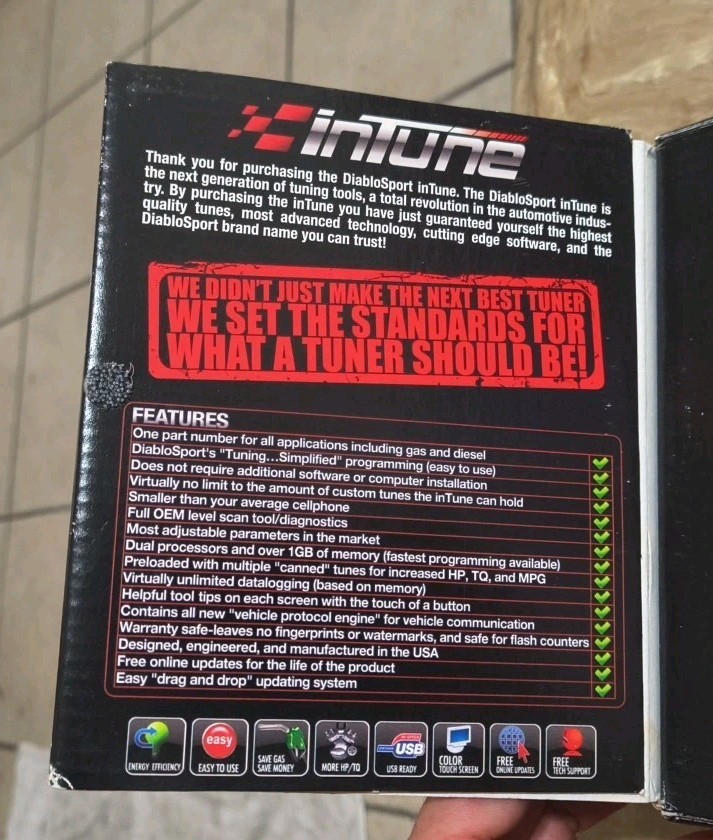 inTune
Thank you for purchasing the DiabloSport inTune. The DiabloSport inTune is
the next generation of tuning tools, a total revolution in the automotive indus-
try. By purchasing the inTune you have just guaranteed yourself the highest
quality tunes, most advanced technology, cutting edge software, and the
DiabloSport brand name you can trust!
WE DIDN'T JUST MAKE THE NEXT BEST TUNER
WE SET THE STANDARDS FOR
WHAT A TUNER SHOULD BE!
FEATURES
One part number for all applications including gas and diesel
DiabloSport's "Tuning...Simplified" programming (easy to use)
Does not require additional software or computer installation
Virtually no limit to the amount of custom tunes the inTune can hold
Smaller than your average cellphone
Full OEM level scan tool/diagnostics
Most adjustable parameters in the market
Dual processors and over 1GB of memory (fastest programming available)
Preloaded with multiple "canned" tunes for increased HP, TQ, and MPG
Virtually unlimited datalogging (based on memory)
Helpful tool tips on each screen with the touch of a button
Contains all new "vehicle protocol engine" for vehicle communication
Warranty safe-leaves no fingerprints or watermarks, and safe for flash counters
Designed, engineered, and manufactured in the USA
Free online updates for the life of the product
Easy "drag and drop" updating system
ENERGY EFFICIENCY
easy
EASY TO USE
SAVE GAS
SAVE MONEY
MORE HP/TQ
USB
USB READY
COLOR
TOUCH SCREEN
FREE
ONLINE UPDATES
FREE
TECH SUPPORT